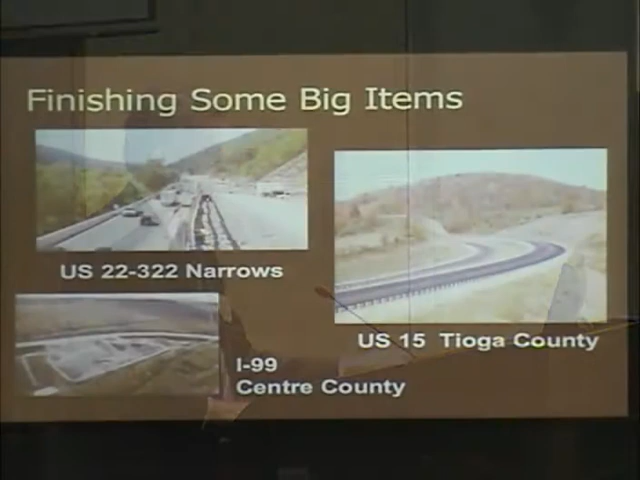 Finishing Some Big Items
US 22-322 Narrows
US 15 Tioga County
I-99
Centre County